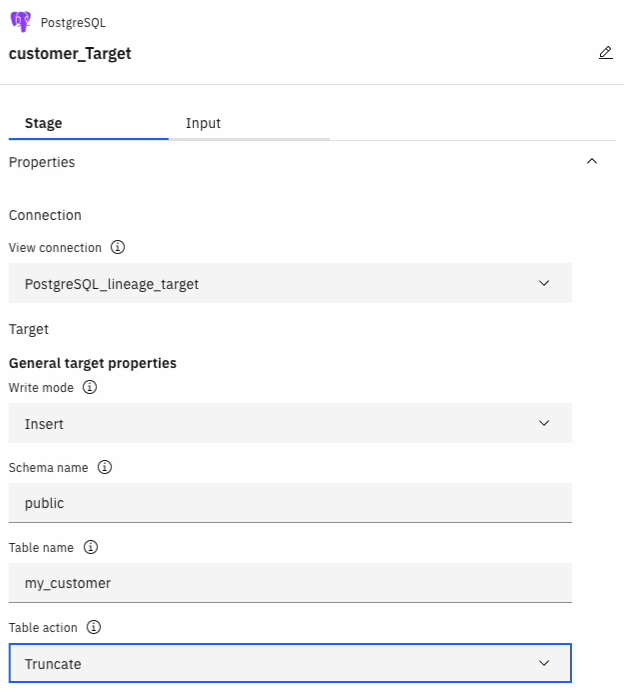 PostgreSQL
customer_Target
Stage Input
Properties
Connection
View connection
PostgreSQL_lineage_target
Target
General target properties
Write mode
Insert
Schema name
public
Table name
my_customer
Table action
Truncate